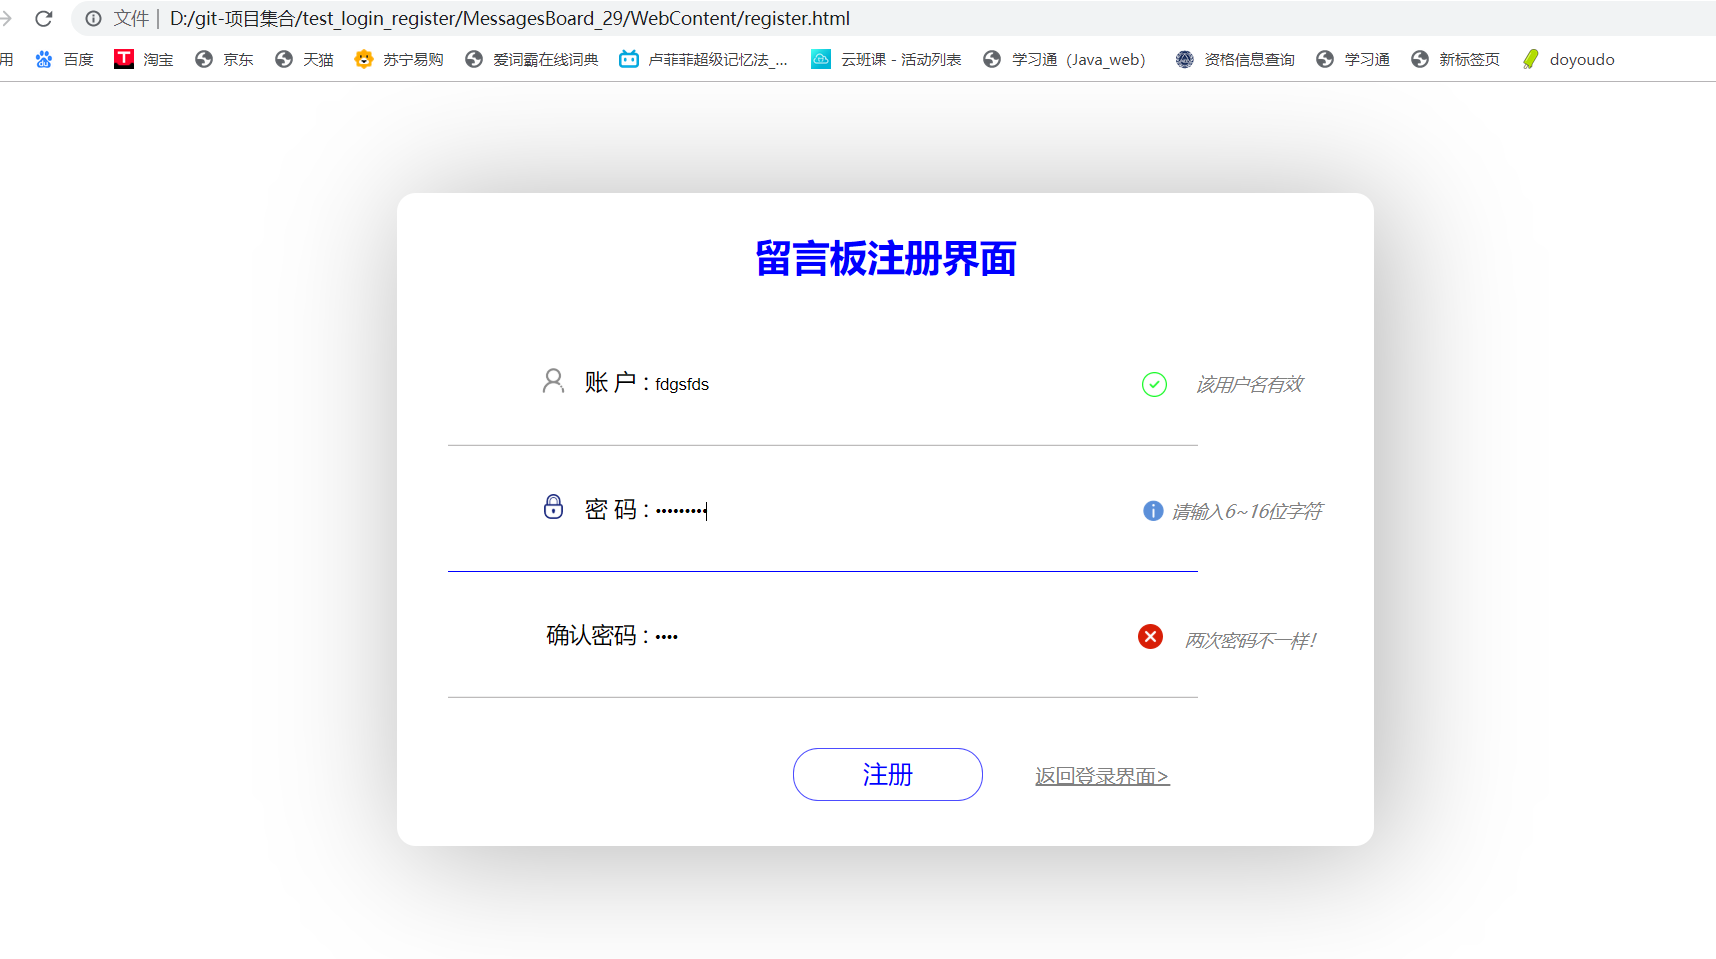 文件 | D:/git-项目集合/test_login_register/MessagesBoard_29/WebContent/register.html
用 百度 淘宝 京东 天猫 苏宁易购 爱词霸在线词典 卢菲菲超级记忆法_... 云班课 - 活动列表 学习通（Java_web） 资格信息查询 学习通 新标签页 doyoudo
留言板注册界面
账 户 : fdgsfds 该用户名有效
密 码 : ••••••••• 请输入6~16位字符
确认密码 : •••• 两次密码不一样！
注册 返回登录界面>